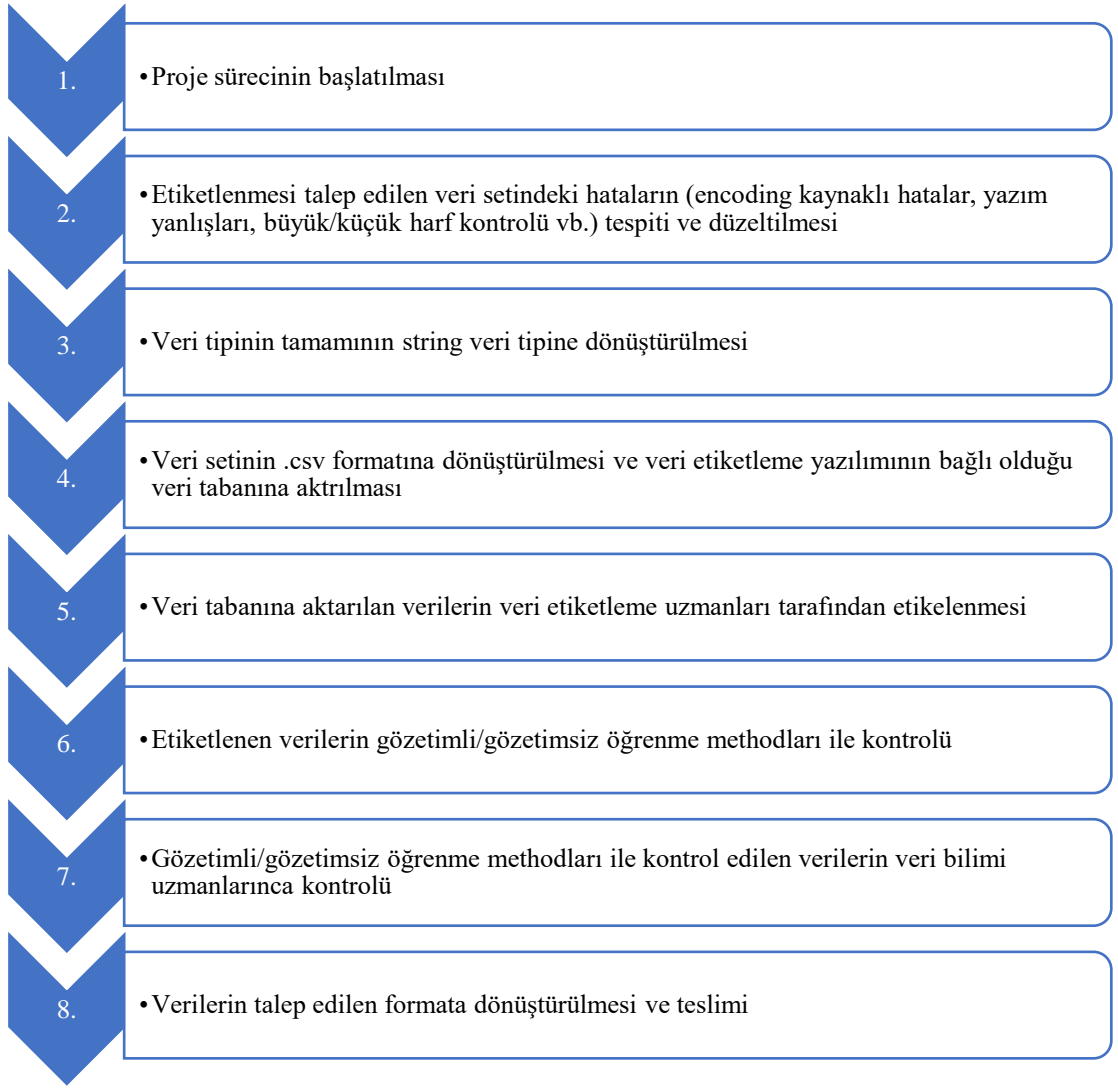 1.
•Proje sürecinin başlatılması
2.
•Etiketlenmesi talep edilen veri setindeki hataların (encoding kaynaklı hatalar, yazım
yanlışları, büyük/küçük harf kontrolü vb.) tespiti ve düzeltilmesi
3.
•Veri tipinin tamamının string veri tipine dönüştürülmesi
4.
•Veri setinin .csv formatına dönüştürülmesi ve veri etiketleme yazılımının bağlı olduğu
veri tabanına aktrılması
5.
•Veri tabanına aktarılan verilerin veri etiketleme uzmanları tarafından etikelenmesi
6.
•Etiketlenen verilerin gözetimli/gözetimsiz öğrenme methodları ile kontrolü
7.
•Gözetimli/gözetimsiz öğrenme methodları ile kontrol edilen verilerin veri bilimi
uzmanlarınca kontrolü
8.
•Verilerin talep edilen formata dönüştürülmesi ve teslimi